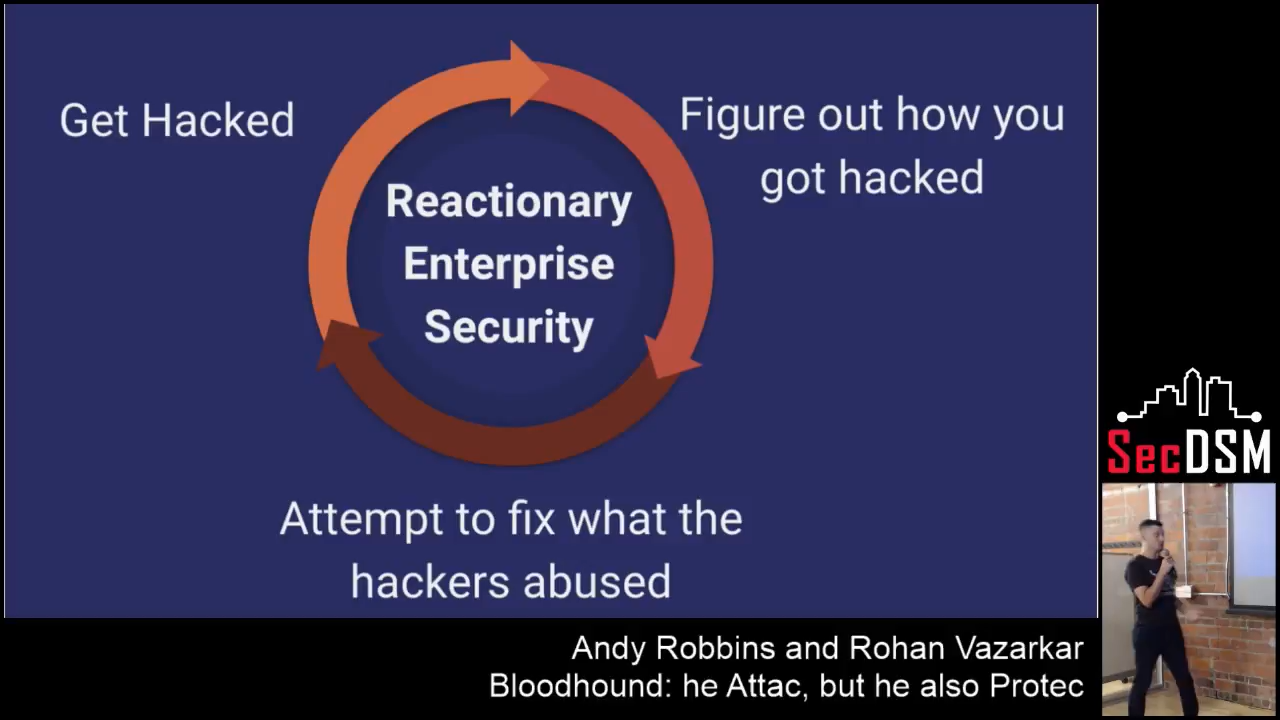 Get Hacked
Figure out how you
got hacked
Reactionary
Enterprise
Security
Attempt to fix what the
hackers abused
SecDSM
Andy Robbins and Rohan Vazarkar
Bloodhound: he Attac, but he also Protec